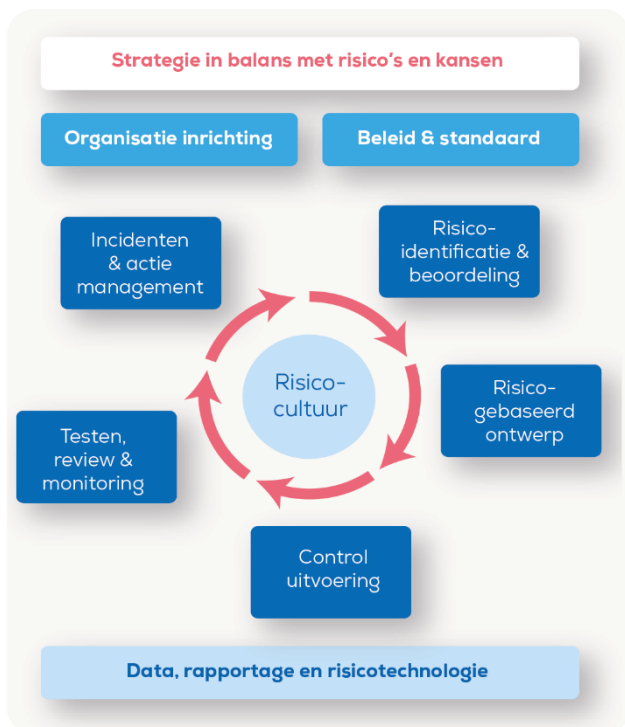 Strategie in balans met risico's en kansen
Organisatie inrichting
Beleid & standaard
Incidenten
& actie
management
Risico-
identificatie &
beoordeling
Risico-
cultuur
Risico-
gebaseerd
ontwerp
Testen,
review &
monitoring
Control
uitvoering
Data, rapportage en risicotechnologie